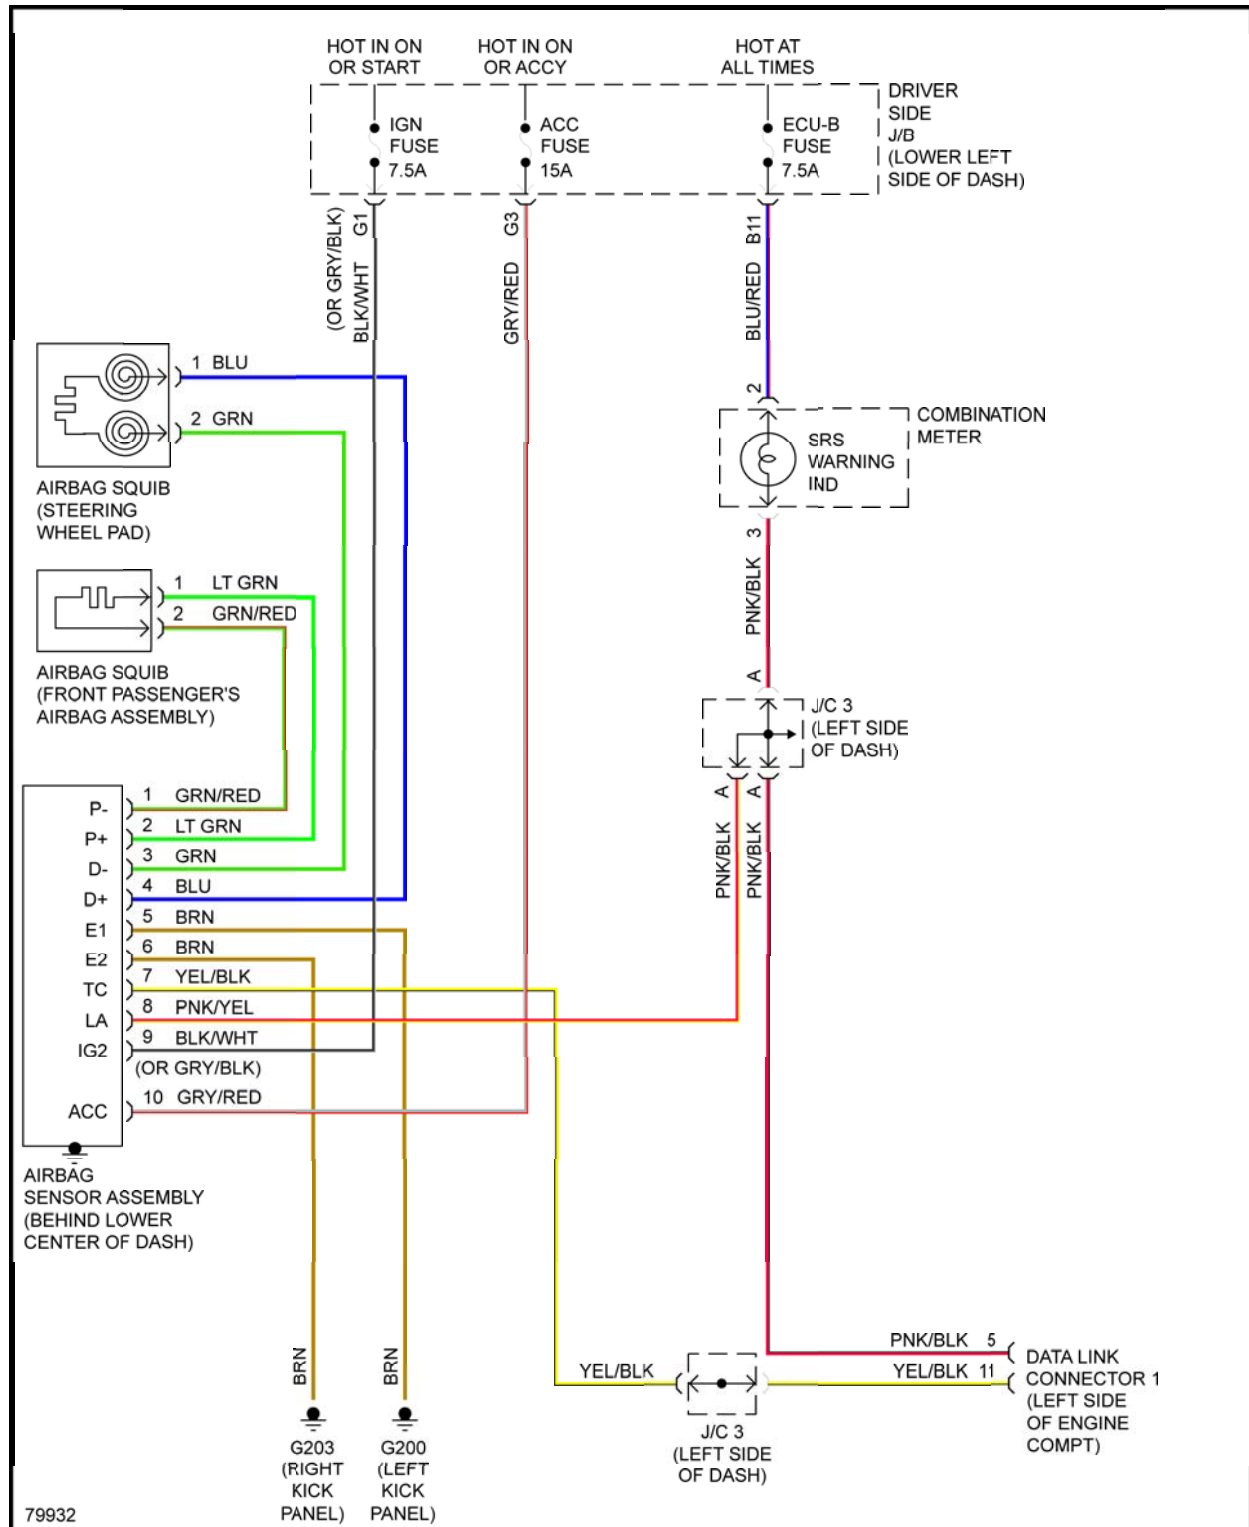 HOT IN ON
OR START
HOT IN ON
OR ACCY
HOT AT
ALL TIMES
IGN
FUSE
7.5A
ACC
FUSE
15A
ECU-B
FUSE
7.5A
DRIVER
SIDE
J/B
(LOWER LEFT
SIDE OF DASH)
(OR GRY/BLK)
BLK/WHT
G1
GRY/RED
G3
BLU/RED
B11
1 BLU
2 GRN
AIRBAG SQUIB
(STEERING
WHEEL PAD)
2
SRS
WARNING
IND
COMBINATION
METER
3
PNK/BLK
A
1 LT GRN
2 GRN/RED
AIRBAG SQUIB
(FRONT PASSENGER'S
AIRBAG ASSEMBLY)
J/C 3
(LEFT SIDE
OF DASH)
A
A
PNK/BLK
PNK/BLK
P- 1 GRN/RED
P+ 2 LT GRN
D- 3 GRN
D+ 4 BLU
E1 5 BRN
E2 6 BRN
TC 7 YEL/BLK
LA 8 PNK/YEL
IG2 9 BLK/WHT
(OR GRY/BLK)
ACC 10 GRY/RED
AIRBAG
SENSOR ASSEMBLY
(BEHIND LOWER
CENTER OF DASH)
BRN
BRN
G203
(RIGHT
KICK
PANEL)
G200
(LEFT
KICK
PANEL)
YEL/BLK
J/C 3
(LEFT SIDE
OF DASH)
PNK/BLK 5
YEL/BLK 11
DATA LINK
CONNECTOR 1
(LEFT SIDE
OF ENGINE
COMPT)
79932